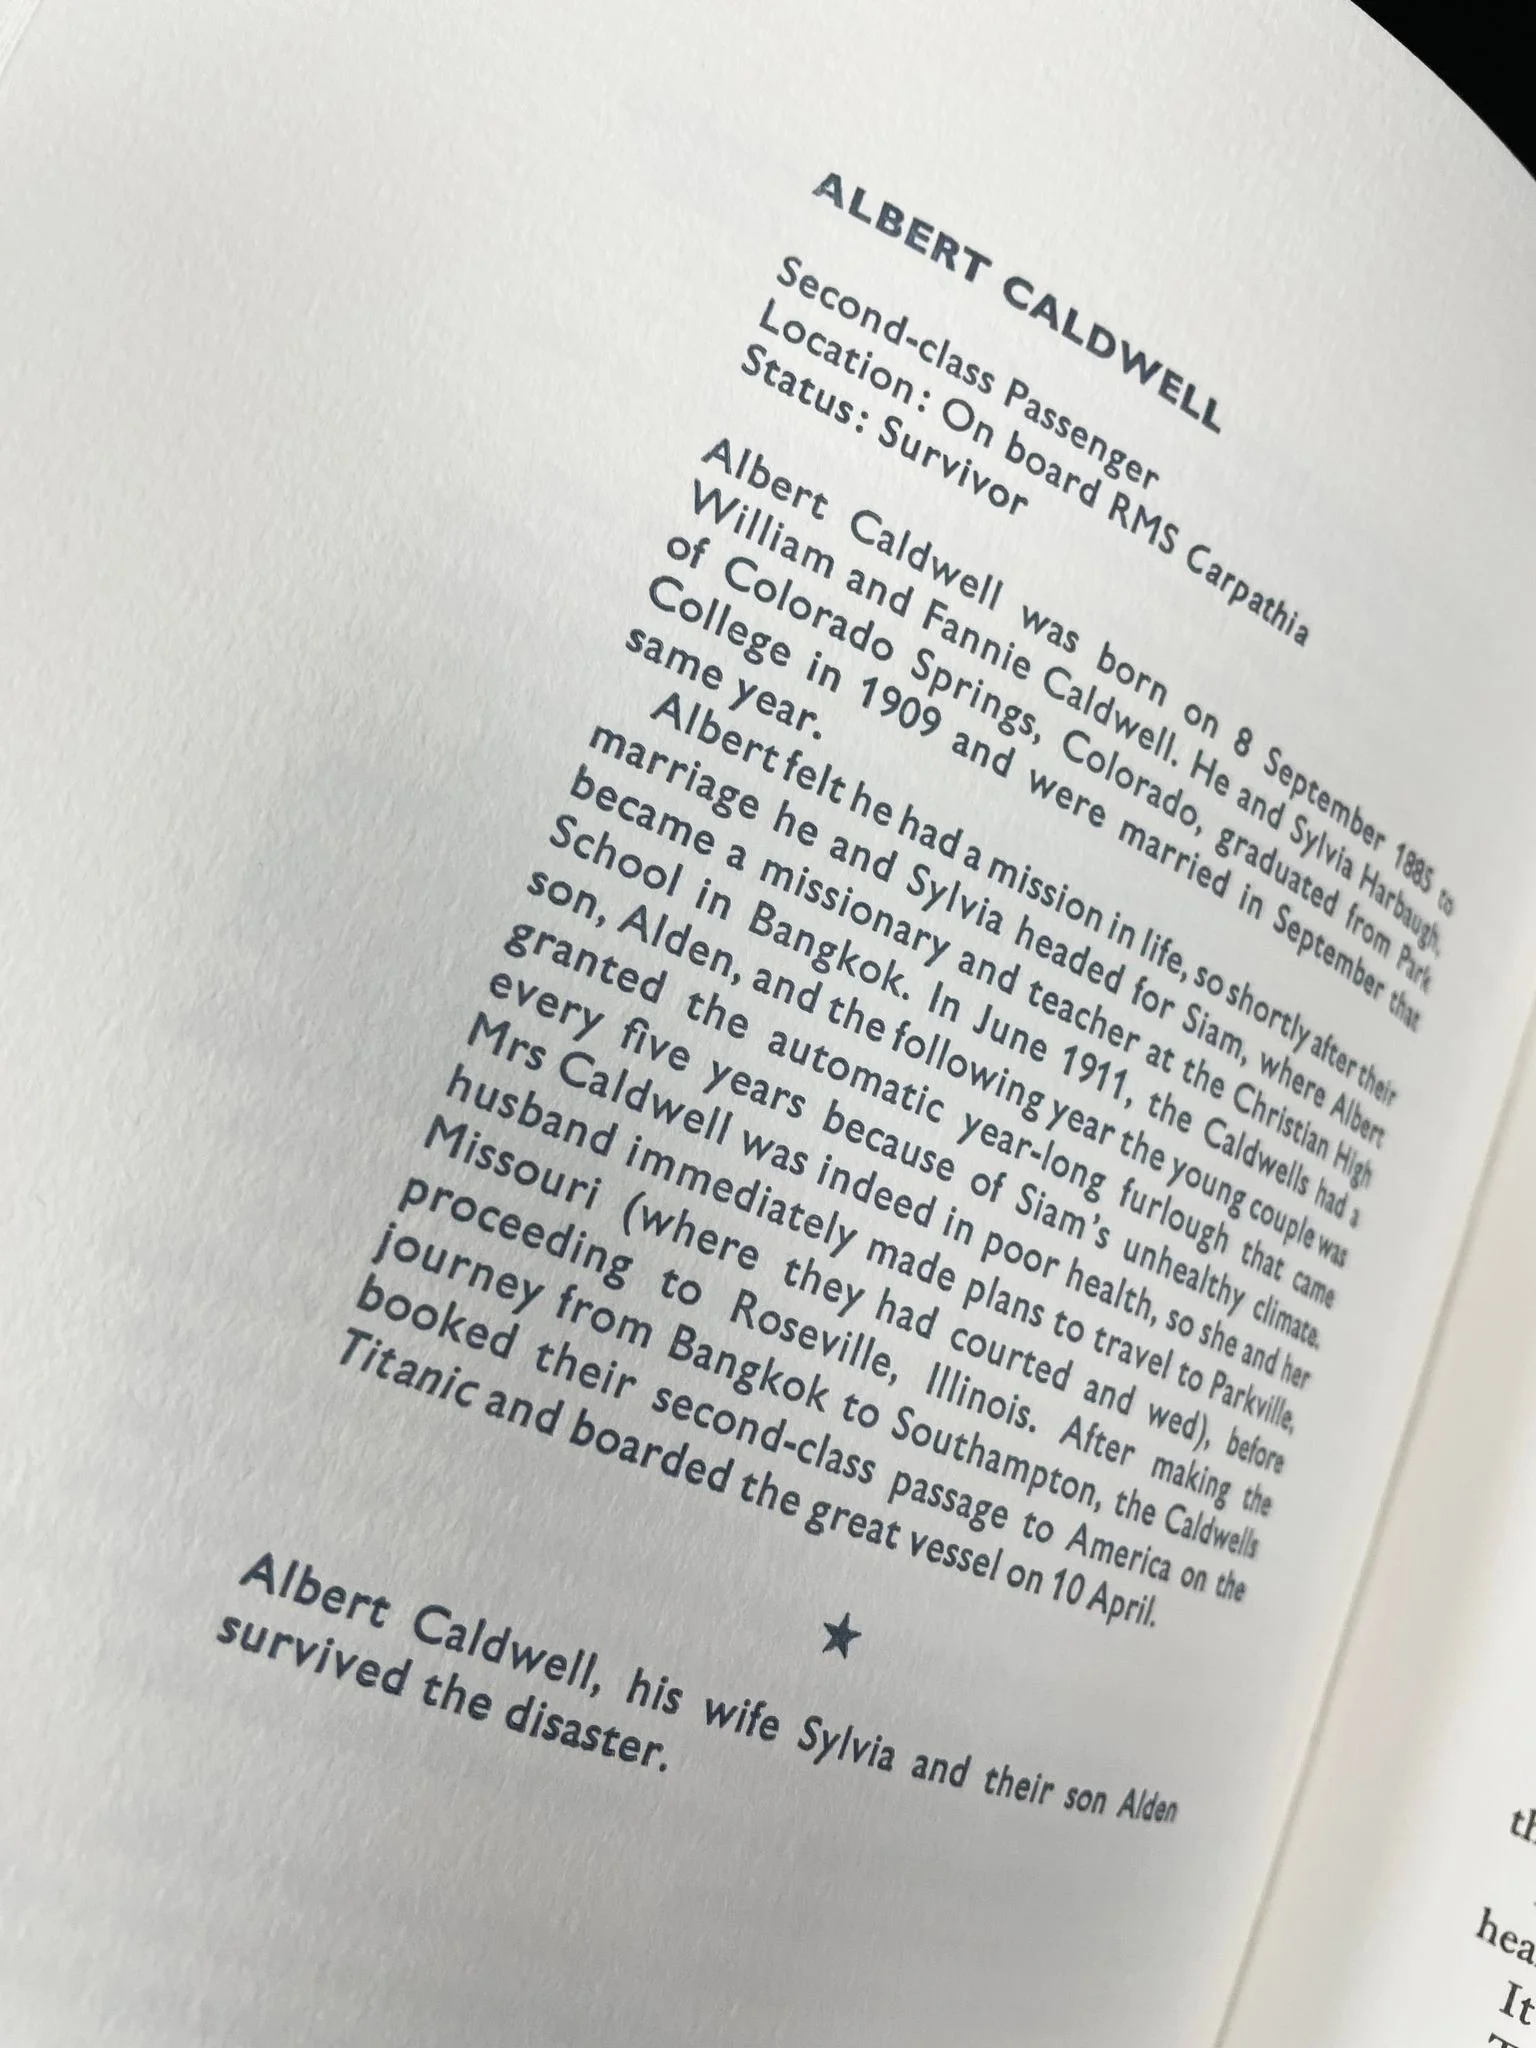 ALBERT CALDWELL
Second-class Passenger
Location: On board RMS Carpathia
Status: Survivor
Albert Caldwell was born on 8 September 1885 to
William and Fannie Caldwell. He and Sylvia Harbaugh,
of Colorado Springs, Colorado, graduated from Park
College in 1909 and were married in September that
same year.
Albert felt he had a mission in life, so shortly after their
marriage he and Sylvia headed for Siam, where Albert
became a missionary and teacher at the Christian High
School in Bangkok. In June 1911, the Caldwells had a
son, Alden, and the following year the young couple was
granted the automatic year-long furlough that came
every five years because of Siam's unhealthy climate.
Mrs Caldwell was indeed in poor health, so she and her
husband immediately made plans to travel to Parkville,
Missouri (where they had courted and wed), before
proceeding to Roseville, Illinois. After making the
journey from Bangkok to Southampton, the Caldwells
booked their second-class passage to America on the
Titanic and boarded the great vessel on 10 April.
★
Albert Caldwell, his wife Sylvia and their son Alden
survived the disaster.
It